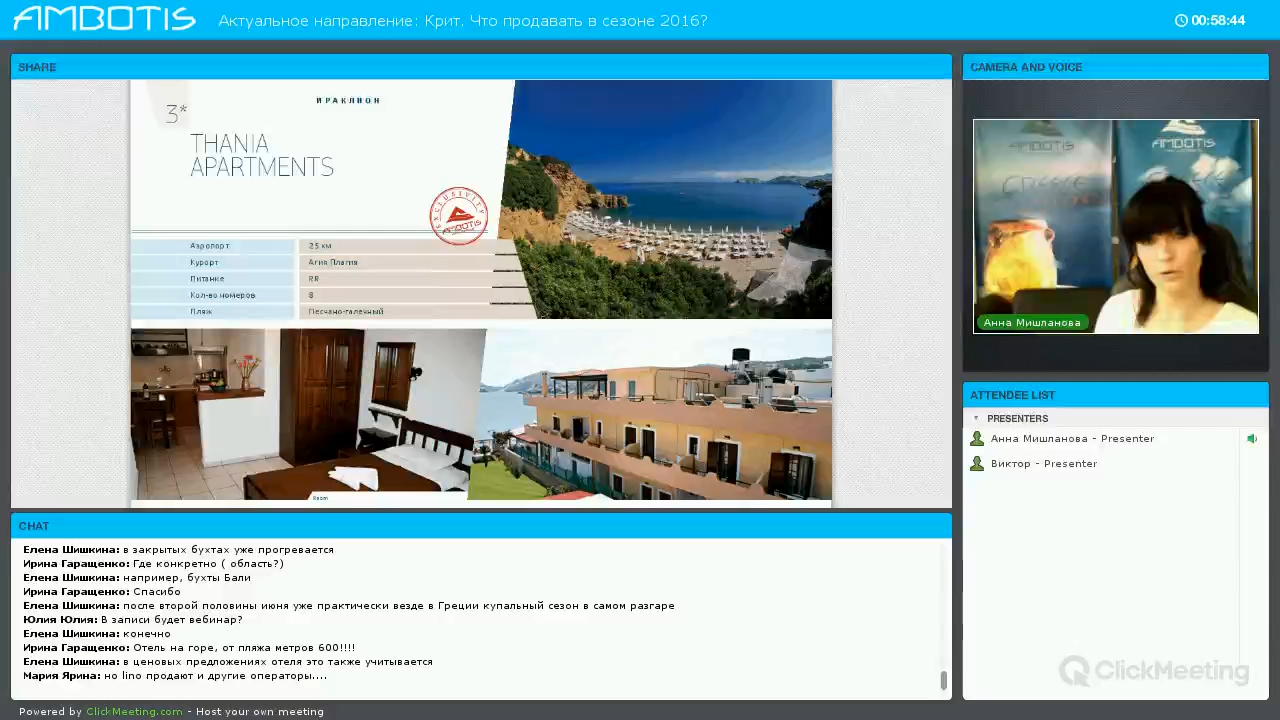 AMBOTIS
Актуальное направление: Крит. Что продавать в сезоне 2016?
00:58:44
SHARE
3*
ИРАКЛИОН
THANIA
APARTMENTS
EXCLUSIVITY
AMBOTIS
Аэропорт 25 км
Курорт Агия Плагия
Питание RR
Кол-во номеров 8
Пляж Песчано-галечный
Room
CAMERA AND VOICE
AMBOTIS
AMBOTIS
Анна Мишланова
ATTENDEE LIST
PRESENTERS
Анна Мишланова - Presenter
Виктор - Presenter
CHAT
Елена Шишкина: в закрытых бухтах уже прогревается
Ирина Гаращенко: Где конкретно ( область?)
Елена Шишкина: например, бухты Бали
Ирина Гаращенко: Спасибо
Елена Шишкина: после второй половины июня уже практически везде в Греции купальный сезон в самом разгаре
Юлия Юлия: В записи будет вебинар?
Елена Шишкина: конечно
Ирина Гаращенко: Отель на горе, от пляжа метров 600!!!!
Елена Шишкина: в ценовых предложениях отеля это также учитывается
Мария Ярина: но lino продают и другие операторы....
ClickMeeting
Powered by ClickMeeting.com - Host your own meeting